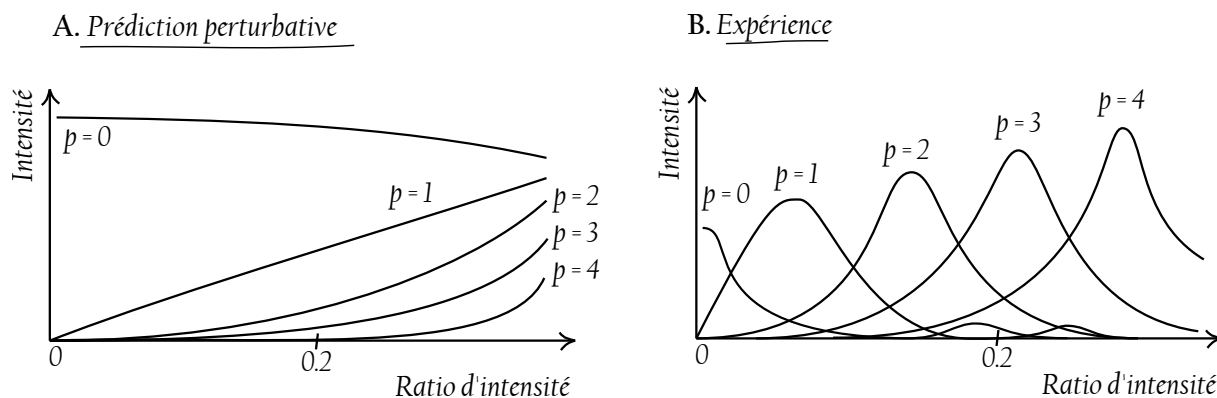 A. Prédiction perturbative
Intensité
p = 0
p = 1
p = 2
p = 3
p = 4
0
0.2
Ratio d'intensité
B. Expérience
Intensité
p = 0
p = 1
p = 2
p = 3
p = 4
0
0.2
Ratio d'intensité